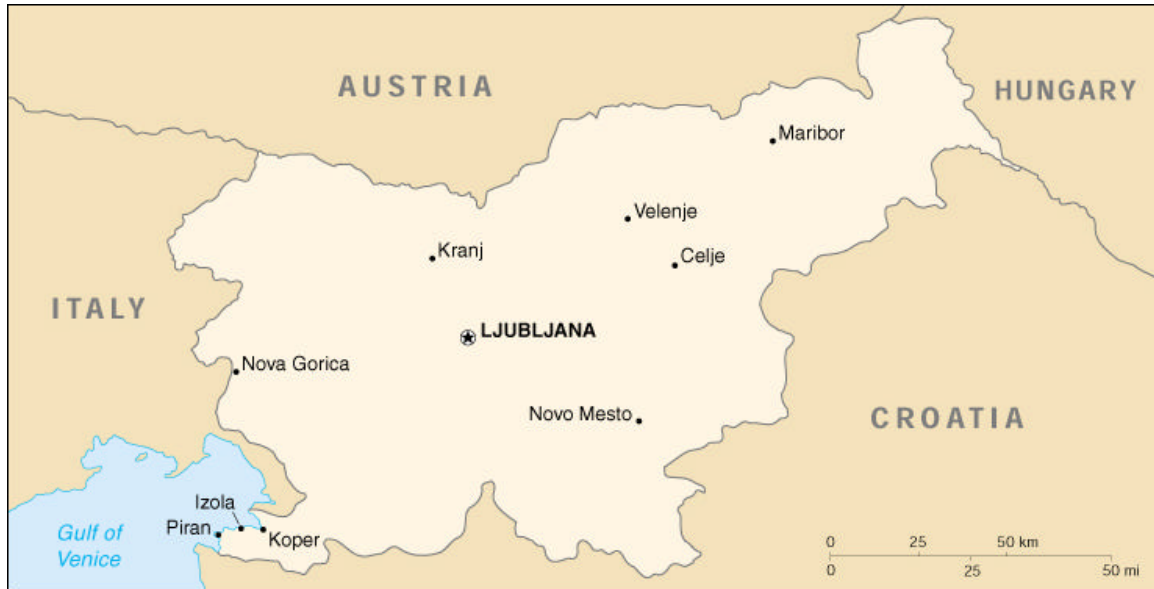 AUSTRIA
HUNGARY
Maribor
Velenje
Kranj
Celje
ITALY
LJUBLJANA
Nova Gorica
Novo Mesto
CROATIA
Izola
Piran
Koper
Gulf of
Venice
0 25 50 km
0 25 50 mi